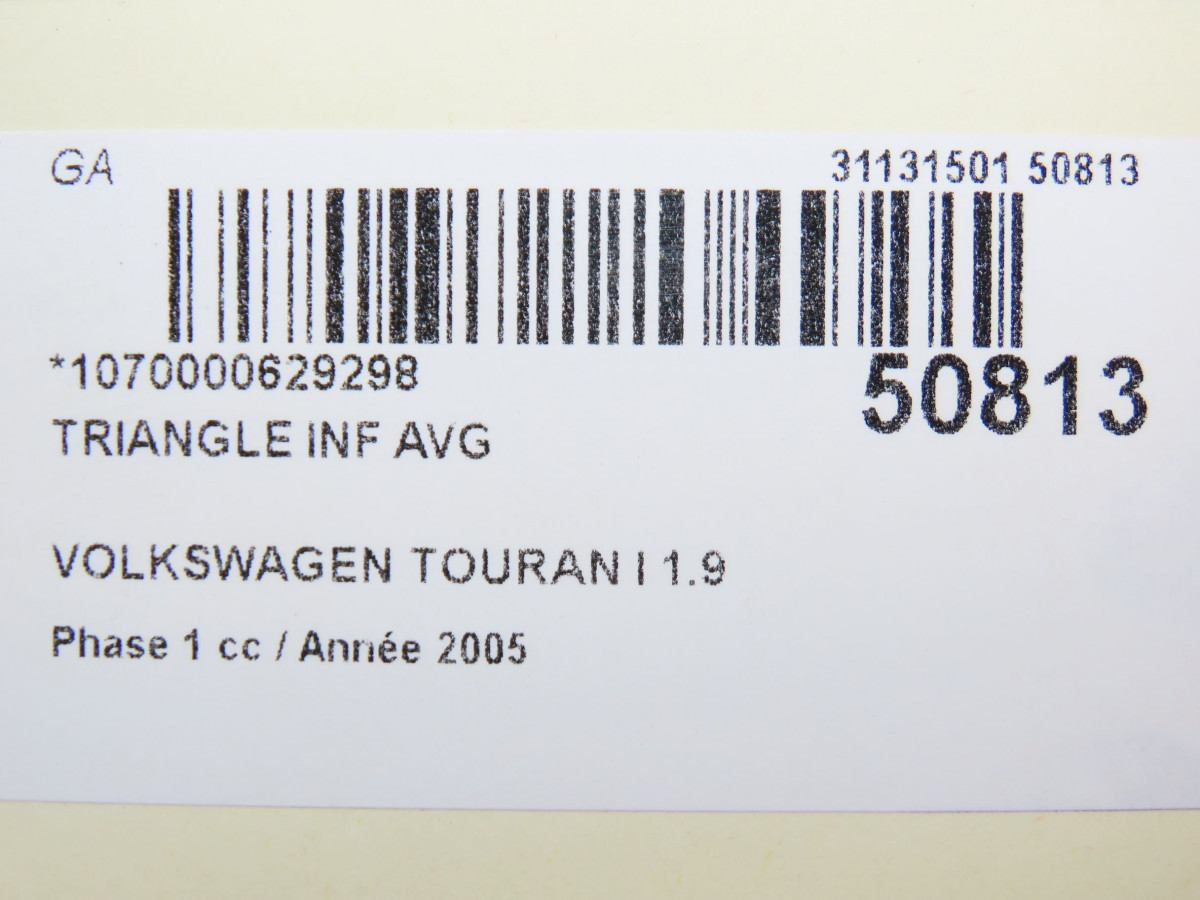 GA
31131501 50813
*1070000629298
50813
TRIANGLE INF AVG
VOLKSWAGEN TOURAN I 1.9
Phase 1 cc / Année 2005